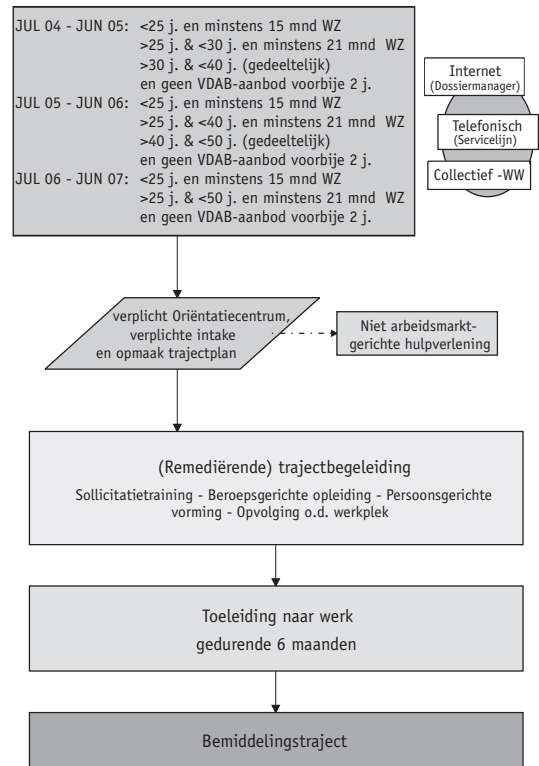 JUL 04 - JUN 05: <25 j. en minstens 15 mnd WZ
>25 j. & <30 j. en minstens 21 mnd WZ
>30 j. & <40 j. (gedeeltelijk)
en geen VDAB-aanbod voorbije 2 j.
JUL 05 - JUN 06: <25 j. en minstens 15 mnd WZ
>25 j. & <40 j. en minstens 21 mnd WZ
>40 j. & <50 j. (gedeeltelijk)
en geen VDAB-aanbod voorbije 2 j.
JUL 06 - JUN 07: <25 j. en minstens 15 mnd WZ
>25 j. & <50 j. en minstens 21 mnd WZ
en geen VDAB-aanbod voorbije 2 j.
Internet
(Dossiermanager)
Telefonisch
(Servicelijn)
Collectief -WW
verplicht Oriëntatiecentrum,
verplichte intake
en opmaak trajectplan
Niet arbeidsmarkt-
gerichte hulpverlening
(Remediërende) trajectbegeleiding
Sollicitatietraining - Beroepsgerichte opleiding - Persoonsgerichte
vorming - Opvolging o.d. werkplek
Toeleiding naar werk
gedurende 6 maanden
Bemiddelingstraject